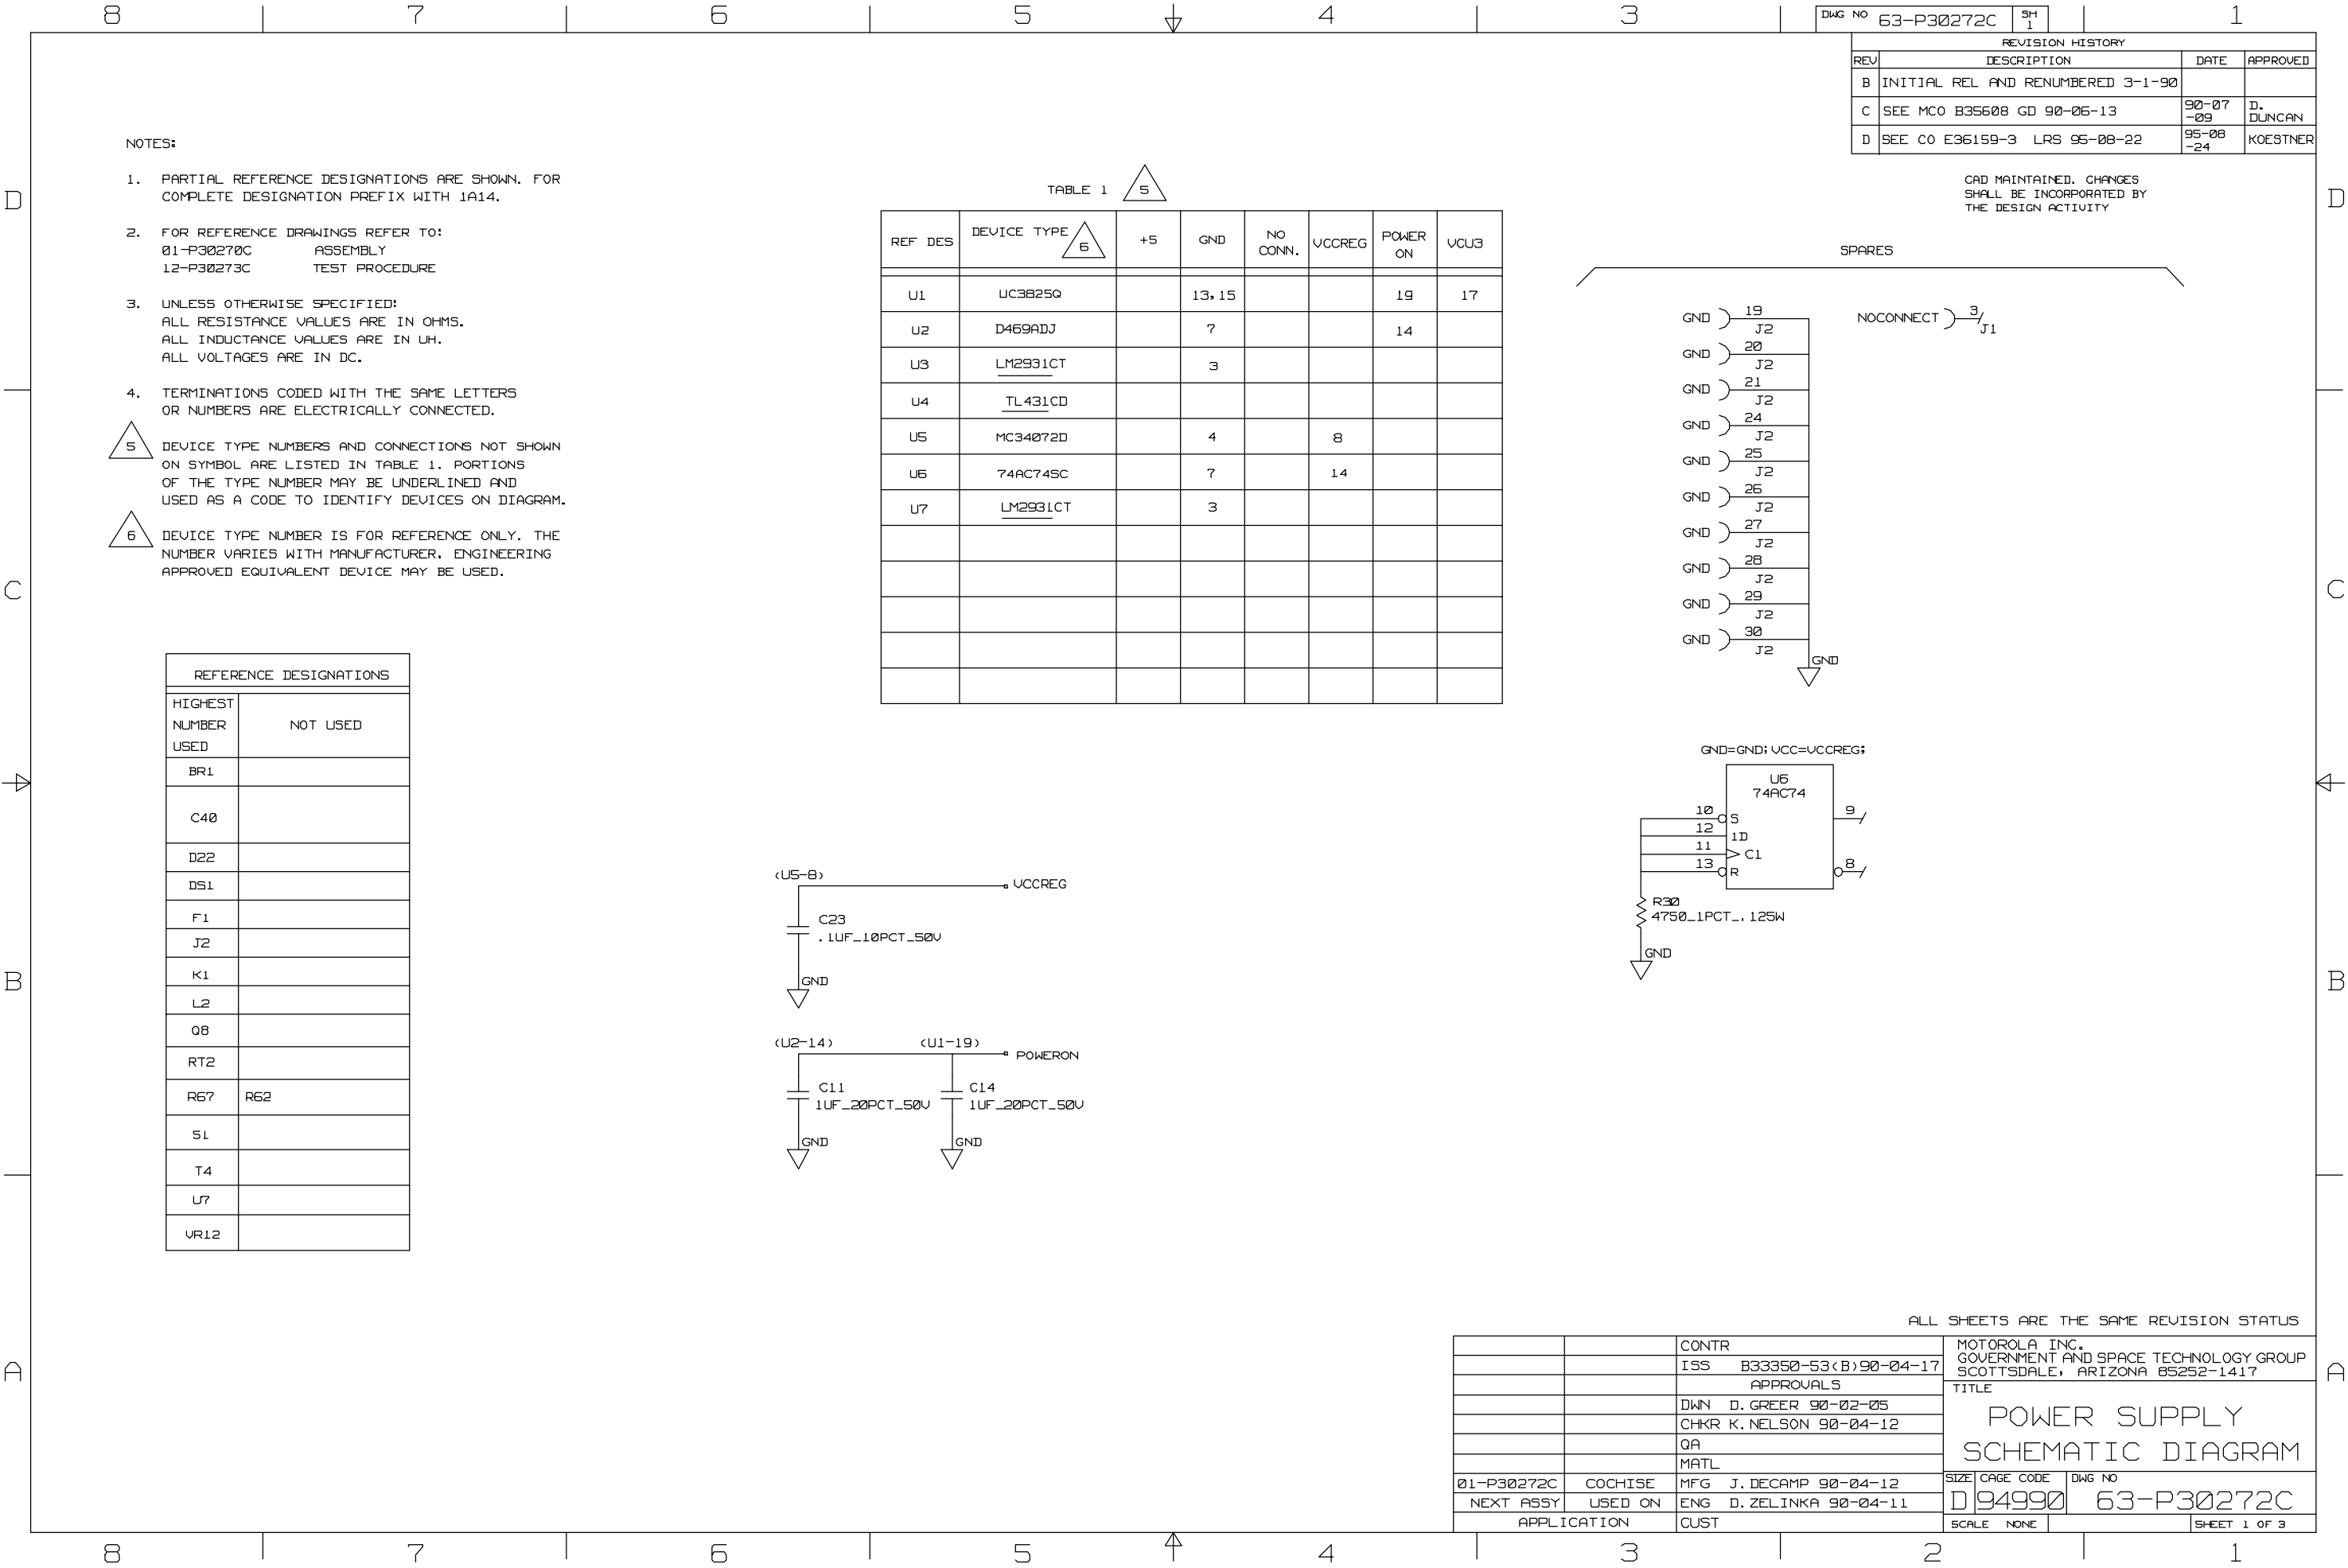 8 7 6 5 4 3 2 1
DWG NO 63-P30272C SH 1
REVISION HISTORY
REV DESCRIPTION DATE APPROVED
B INITIAL REL AND RENUMBERED 3-1-90
C SEE MCO B35608 GD 90-06-13 90-07-09 D. DUNCAN
D SEE CO E36159-3 LRS 95-08-22 95-08-24 KOESTNER
CAD MAINTAINED. CHANGES
SHALL BE INCORPORATED BY
THE DESIGN ACTIVITY
D D
C C
B B
A A
NOTES:
1. PARTIAL REFERENCE DESIGNATIONS ARE SHOWN. FOR
COMPLETE DESIGNATION PREFIX WITH 1A14.
2. FOR REFERENCE DRAWINGS REFER TO:
01-P30270C ASSEMBLY
12-P30273C TEST PROCEDURE
3. UNLESS OTHERWISE SPECIFIED:
ALL RESISTANCE VALUES ARE IN OHMS.
ALL INDUCTANCE VALUES ARE IN UH.
ALL VOLTAGES ARE IN DC.
4. TERMINATIONS CODED WITH THE SAME LETTERS
OR NUMBERS ARE ELECTRICALLY CONNECTED.
5 DEVICE TYPE NUMBERS AND CONNECTIONS NOT SHOWN
ON SYMBOL ARE LISTED IN TABLE 1. PORTIONS
OF THE TYPE NUMBER MAY BE UNDERLINED AND
USED AS A CODE TO IDENTIFY DEVICES ON DIAGRAM.
6 DEVICE TYPE NUMBER IS FOR REFERENCE ONLY. THE
NUMBER VARIES WITH MANUFACTURER. ENGINEERING
APPROVED EQUIVALENT DEVICE MAY BE USED.
TABLE 1 5
REF DES DEVICE TYPE 6 +5 GND NO CONN. VCCREG POWER ON VCU3
U1 UC3825Q 13,15 19 17
U2 D469ADJ 7 14
U3 LM2931CT 3
U4 TL431CD
U5 MC34072D 4 8
U6 74AC74SC 7 14
U7 LM2931CT 3
SPARES
GND 19 J2
GND 20 J2
GND 21 J2
GND 24 J2
GND 25 J2
GND 26 J2
GND 27 J2
GND 28 J2
GND 29 J2
GND 30 J2
GND
NOCONNECT 3 J1
REFERENCE DESIGNATIONS
HIGHEST
NUMBER NOT USED
USED
BR1
C40
D22
DS1
F1
J2
K1
L2
Q8
RT2
R67 R62
S1
T4
U7
VR12
(U5-8) VCCREG
C23
.1UF_10PCT_50V
GND
(U2-14) (U1-19) POWERON
C11 C14
1UF_20PCT_50V 1UF_20PCT_50V
GND GND
GND=GND;VCC=VCCREG;
U6
74AC74
10 S 9
12 1D
11 C1
13 R 8
R30
4750_1PCT_.125W
GND
ALL SHEETS ARE THE SAME REVISION STATUS
CONTR
ISS B33350-53(B)90-04-17
APPROVALS
DWN D.GREER 90-02-05
CHKR K.NELSON 90-04-12
QA
MATL
01-P30272C COCHISE MFG J.DECAMP 90-04-12
NEXT ASSY USED ON ENG D.ZELINKA 90-04-11
APPLICATION CUST
MOTOROLA INC.
GOVERNMENT AND SPACE TECHNOLOGY GROUP
SCOTTSDALE, ARIZONA 85252-1417
TITLE
POWER SUPPLY
SCHEMATIC DIAGRAM
SIZE CAGE CODE DWG NO
D 94990 63-P30272C
SCALE NONE SHEET 1 OF 3
8 7 6 5 4 3 2 1